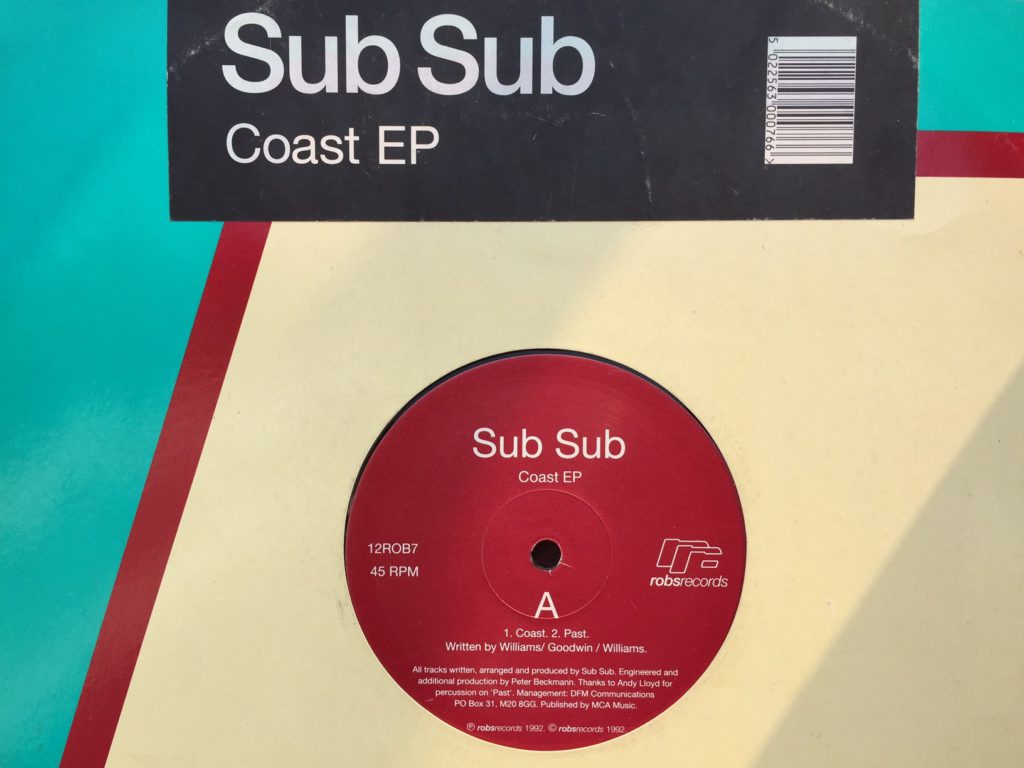 Sub Sub
Coast EP
5 022563 000766 >
Sub Sub
Coast EP
12ROB7
45 RPM
robsrecords
A
1. Coast. 2. Past.
Written by Williams/ Goodwin / Williams.
All tracks written, arranged and produced by Sub Sub. Engineered and
additional production by Peter Beckmann. Thanks to Andy Lloyd for
percussion on 'Past'. Management: DFM Communications
PO Box 31, M20 8GG. Published by MCA Music.
℗ robsrecords 1992. © robsrecords 1992.